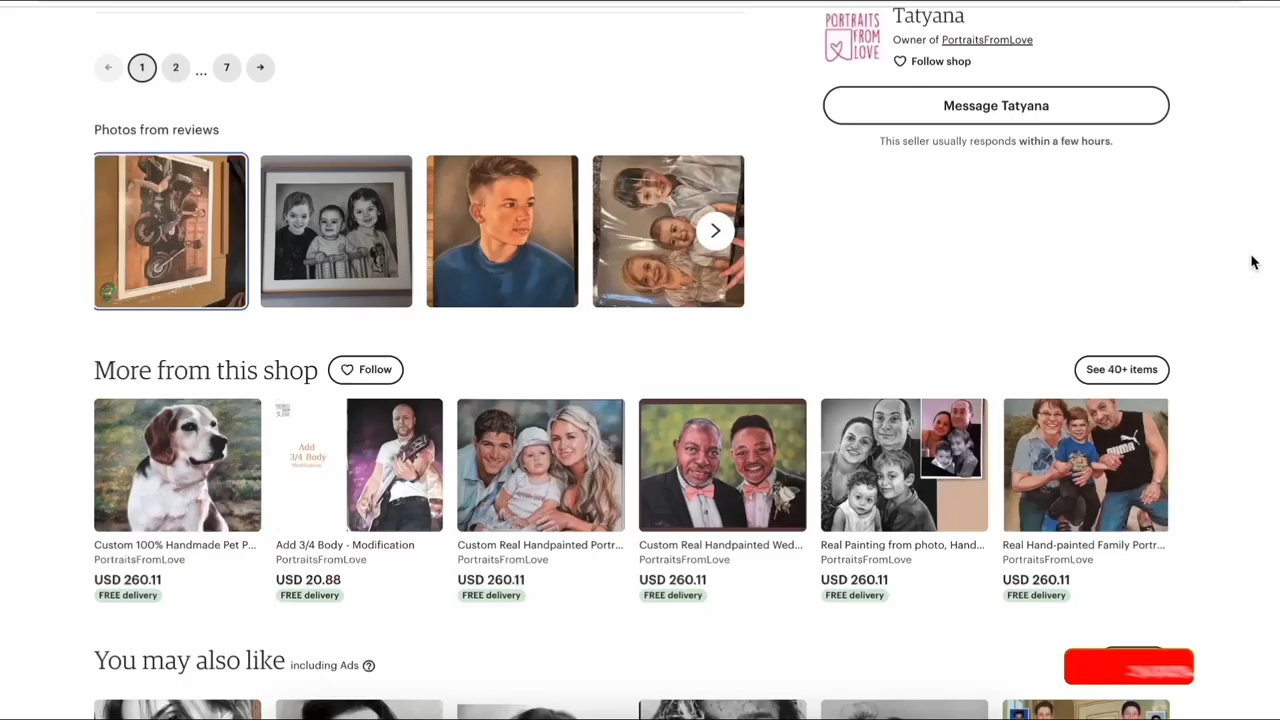 PORTRAITS
FROM
LOVE
Tatyana
Owner of PortraitsFromLove
Follow shop
← 1 2 ... 7 →
Message Tatyana
This seller usually responds within a few hours.
Photos from reviews
More from this shop
Follow
See 40+ items
Add
3/4 Body
Modification
Custom 100% Handmade Pet P...
PortraitsFromLove
USD 260.11
FREE delivery
Add 3/4 Body - Modification
PortraitsFromLove
USD 20.88
FREE delivery
Custom Real Handpainted Portr...
PortraitsFromLove
USD 260.11
FREE delivery
Custom Real Handpainted Wed...
PortraitsFromLove
USD 260.11
FREE delivery
Real Painting from photo, Hand...
PortraitsFromLove
USD 260.11
FREE delivery
Real Hand-painted Family Portr...
PortraitsFromLove
USD 260.11
FREE delivery
You may also like including Ads ?